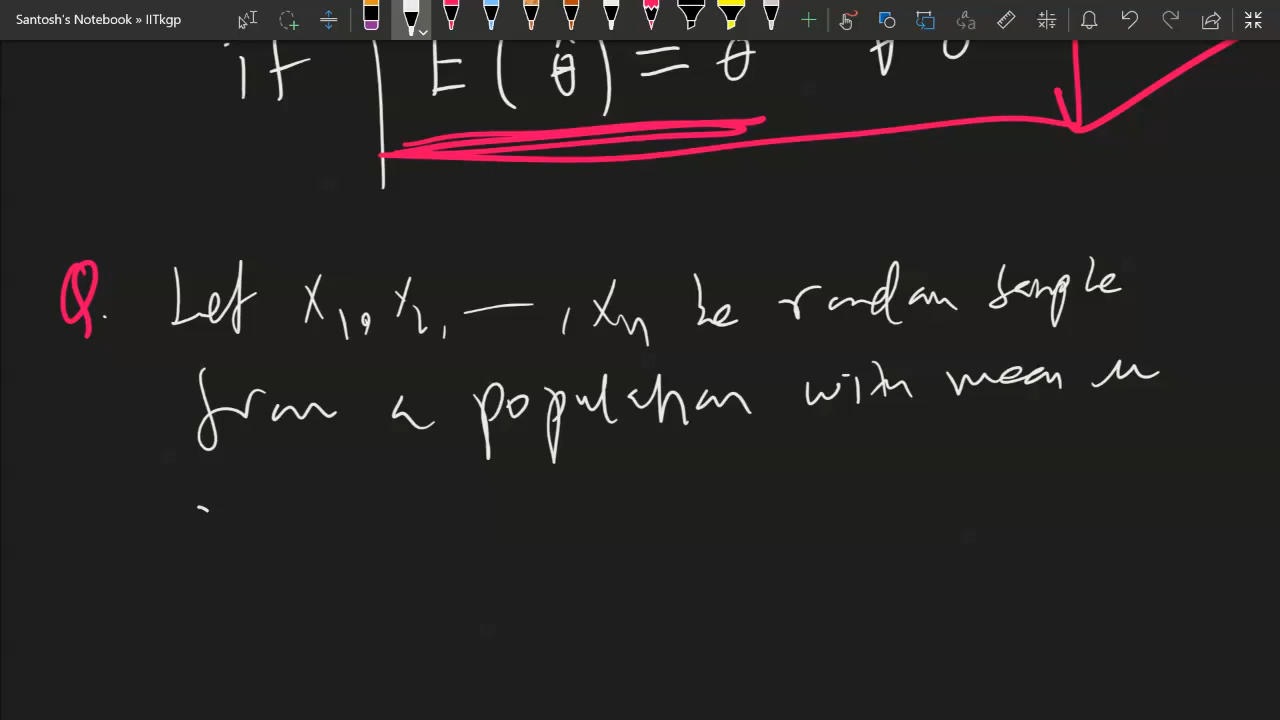 Santosh's Notebook » IITkgp
if E(θ̂) = θ ∀ θ
Q. Let X1, X2, —, Xn be random sample
from a population with mean μ